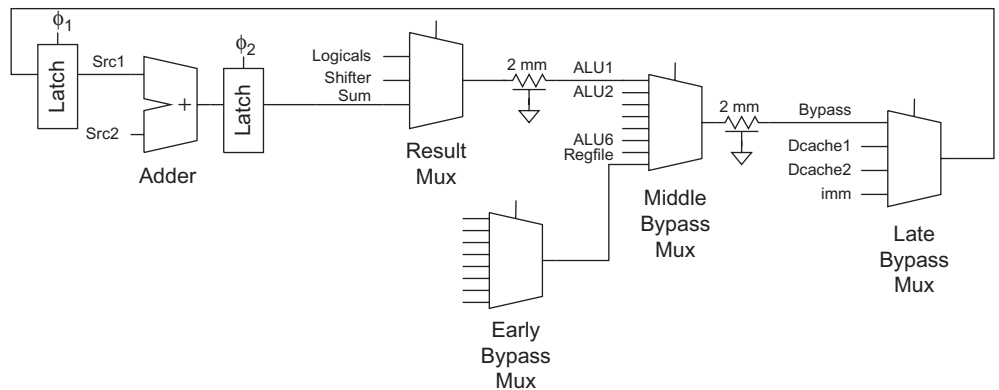 ϕ1
Latch
Src1
Src2
+
Adder
ϕ2
Latch
Logicals
Shifter
Sum
Result
Mux
2 mm
ALU1
ALU2
ALU6
Regfile
Middle
Bypass
Mux
Early
Bypass
Mux
2 mm
Bypass
Dcache1
Dcache2
imm
Late
Bypass
Mux